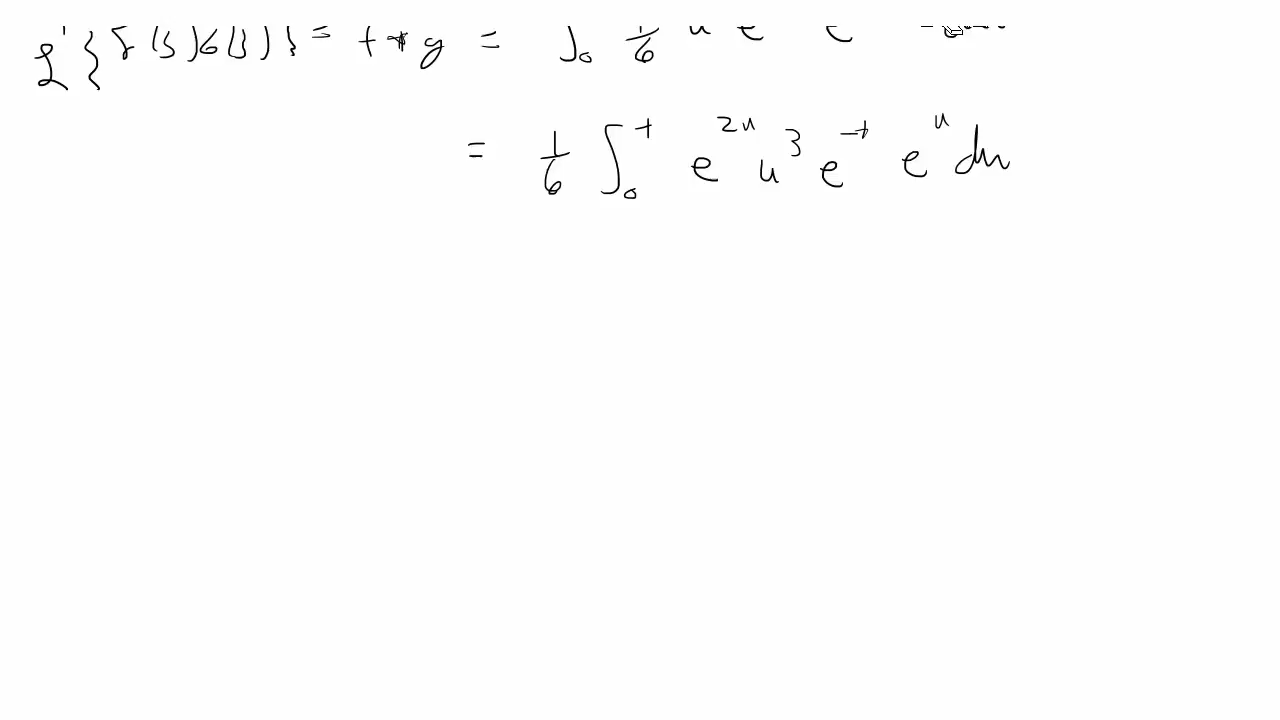 ℒ⁻¹{F(s)G(s)} = f * g = ∫₀ 1/6 u e e
= 1/6 ∫₀ᵗ e²ᵘ u³ e⁻ᵗ eᵘ du